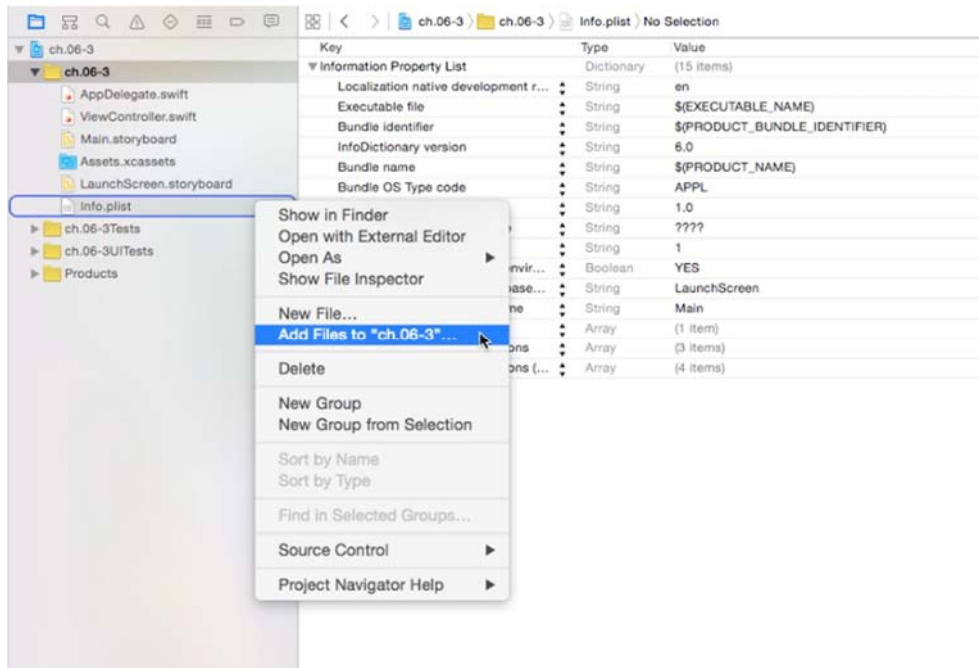 ch.06-3 ch.06-3 Info.plist No Selection
ch.06-3
ch.06-3
AppDelegate.swift
ViewController.swift
Main.storyboard
Assets.xcassets
LaunchScreen.storyboard
Info.plist
ch.06-3Tests
ch.06-3UITests
Products
Key Type Value
Information Property List Dictionary (15 items)
Localization native development r... String en
Executable file String $(EXECUTABLE_NAME)
Bundle identifier String $(PRODUCT_BUNDLE_IDENTIFIER)
InfoDictionary version String 6.0
Bundle name String $(PRODUCT_NAME)
Bundle OS Type code String APPL
String 1.0
String ????
String 1
envir... Boolean YES
base... String LaunchScreen
me String Main
Array (1 item)
ons Array (3 items)
ons (... Array (4 items)
Show in Finder
Open with External Editor
Open As
Show File Inspector
New File...
Add Files to "ch.06-3"...
Delete
New Group
New Group from Selection
Sort by Name
Sort by Type
Find in Selected Groups...
Source Control
Project Navigator Help